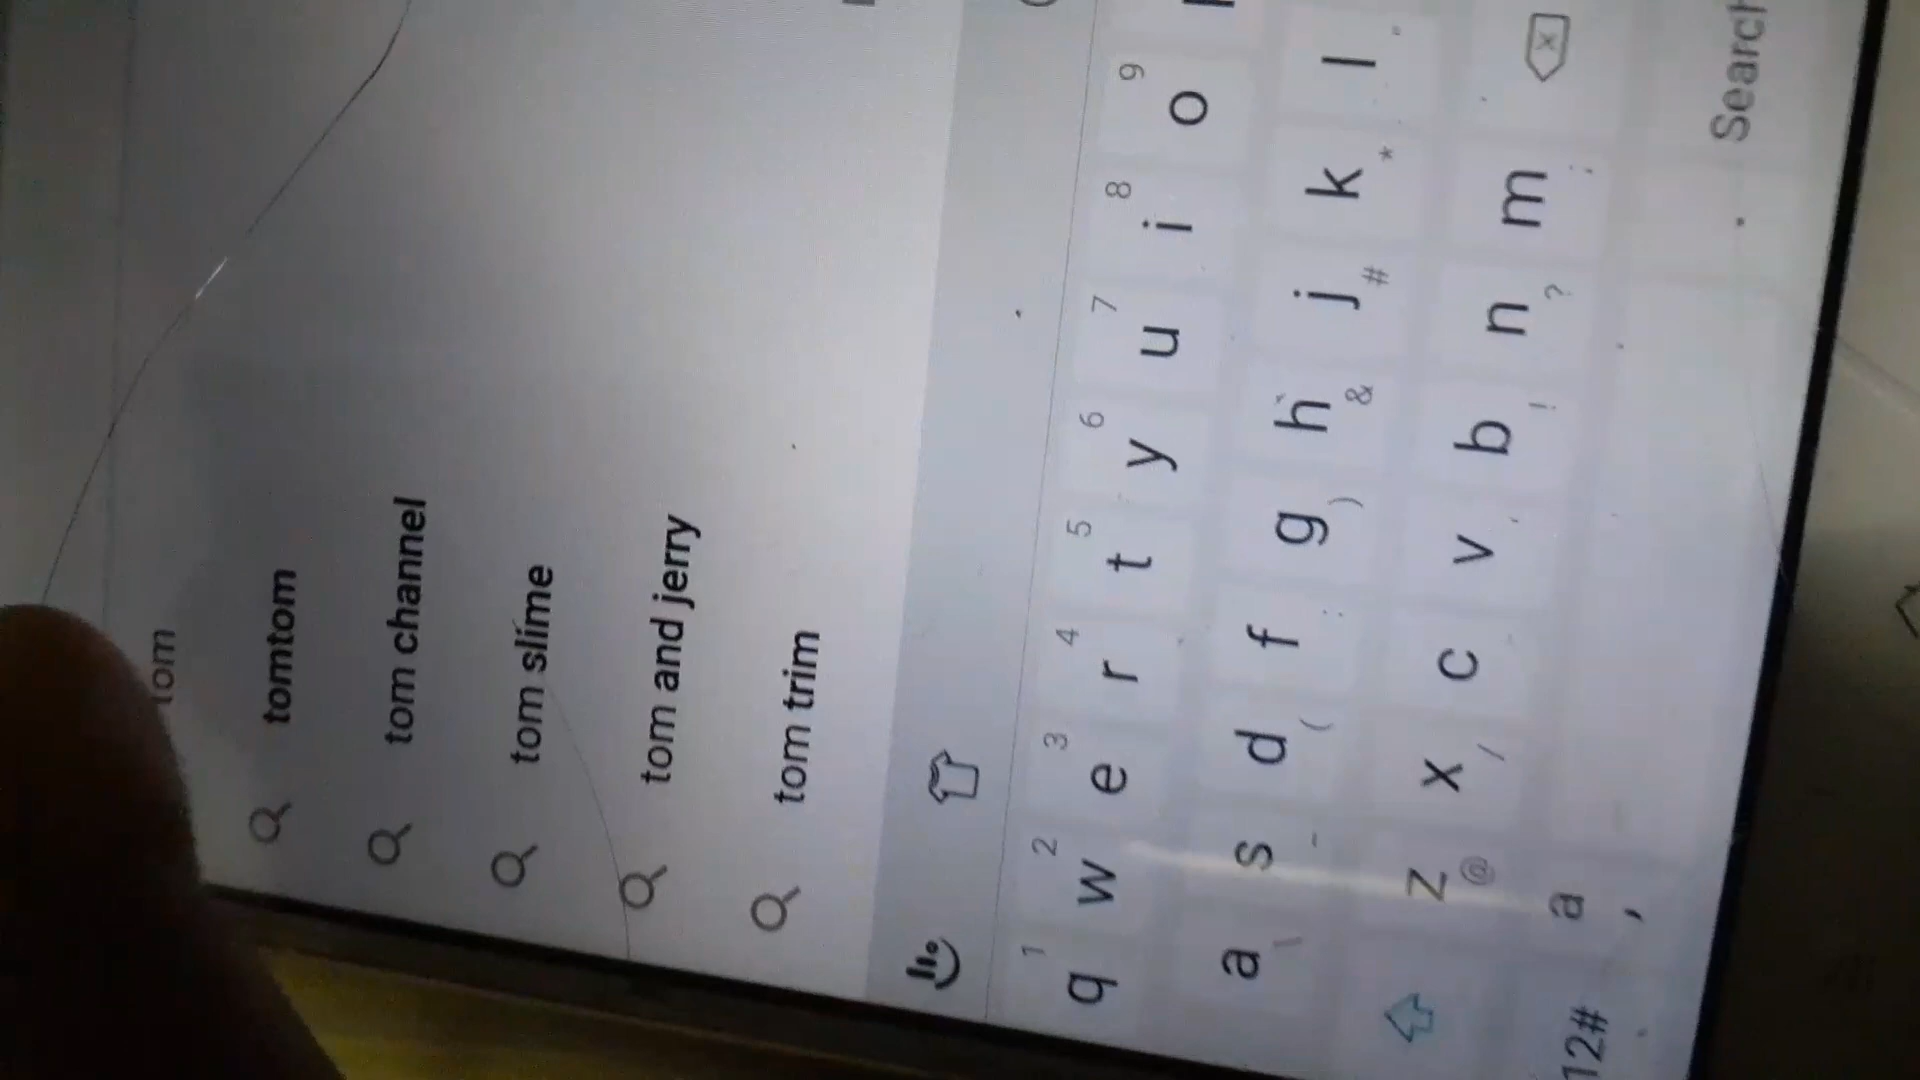 tom
tomtom
tom channel
tom slime
tom and jerry
tom trim
1 2 3 4 5 6 7 8 9
q w e r t y u i o
a s d f g h j k l
\ _ ( : ) & # * "
z x c v b n m
@ / ' ! ? ;
12# a , . Search